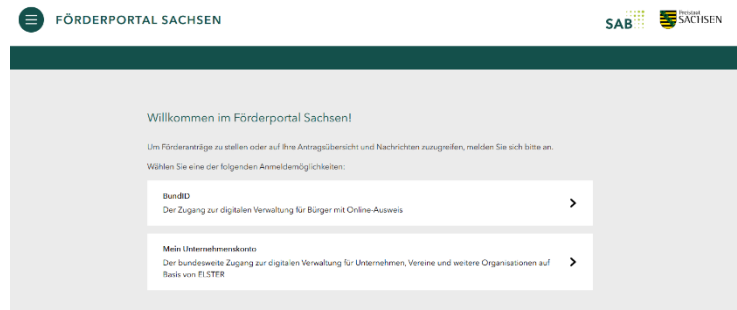 FÖRDERPORTAL SACHSEN
SAB
Freistaat
SACHSEN
Willkommen im Förderportal Sachsen!
Um Förderanträge zu stellen oder auf Ihre Antragsübersicht und Nachrichten zuzugreifen, melden Sie sich bitte an.
Wählen Sie eine der folgenden Anmeldemöglichkeiten:
BundID
Der Zugang zur digitalen Verwaltung für Bürger mit Online-Ausweis
Mein Unternehmenskonto
Der bundesweite Zugang zur digitalen Verwaltung für Unternehmen, Vereine und weitere Organisationen auf
Basis von ELSTER